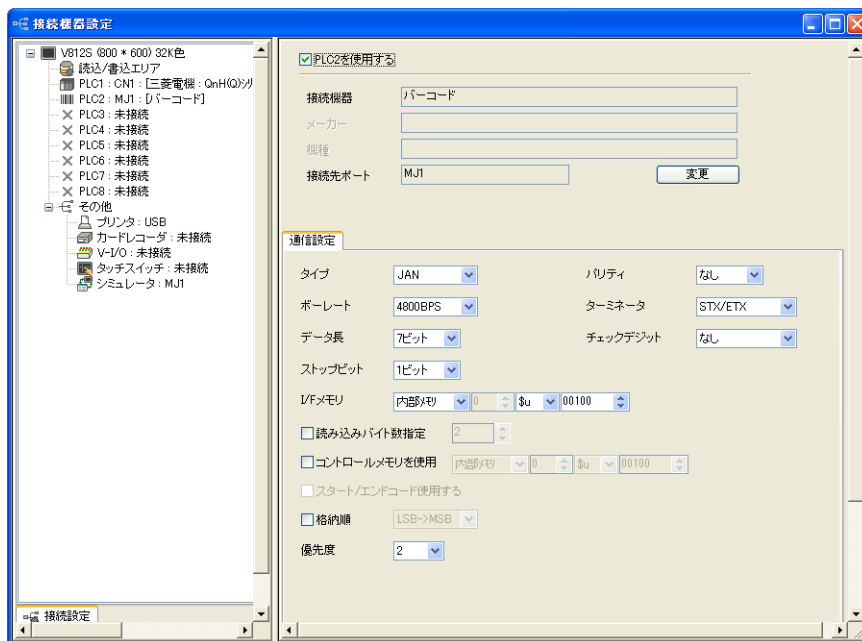 接続機器設定
V812S (800 * 600) 32K色
読込/書込エリア
PLC1 : CN1 : [三菱電機 : QnH(Q)シリ
PLC2 : MJ1 : [バーコード]
PLC3 : 未接続
PLC4 : 未接続
PLC5 : 未接続
PLC6 : 未接続
PLC7 : 未接続
PLC8 : 未接続
その他
プリンタ : USB
カードレコーダ : 未接続
V-I/O : 未接続
タッチスイッチ : 未接続
シミュレータ : MJ1
接続設定
PLC2を使用する
接続機器 バーコード
メーカー
機種
接続先ポート MJ1 変更
通信設定
タイプ JAN パリティ なし
ボーレート 4800BPS ターミネータ STX/ETX
データ長 7ビット チェックデジット なし
ストップビット 1ビット
I/Fメモリ 内部メモリ 0 $u 00100
読み込みバイト数指定 2
コントロールメモリを使用 内部メモリ 0 $u 00100
スタート/エンドコード使用する
格納順 LSB->MSB
優先度 2